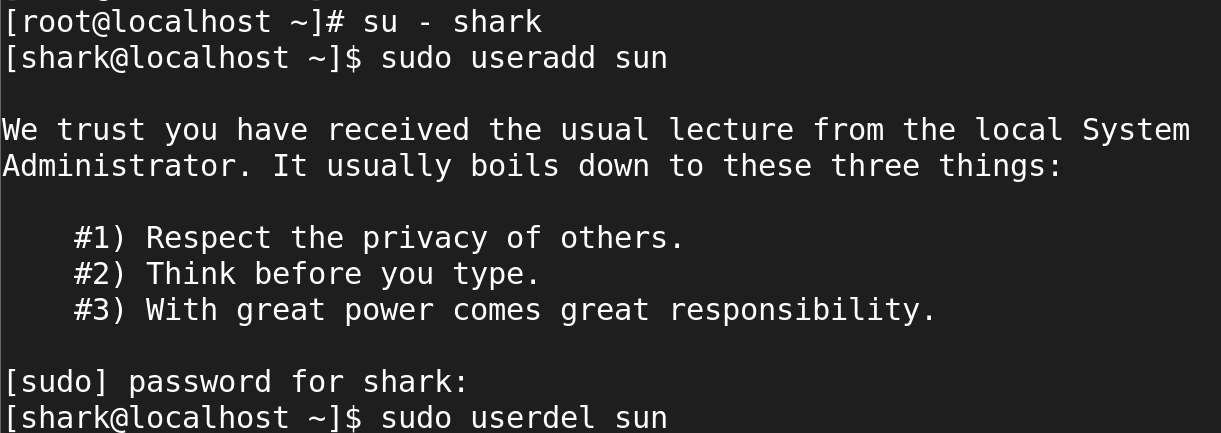 [root@localhost ~]# su - shark
[shark@localhost ~]$ sudo useradd sun
We trust you have received the usual lecture from the local System
Administrator. It usually boils down to these three things:
#1) Respect the privacy of others.
#2) Think before you type.
#3) With great power comes great responsibility.
[sudo] password for shark:
[shark@localhost ~]$ sudo userdel sun